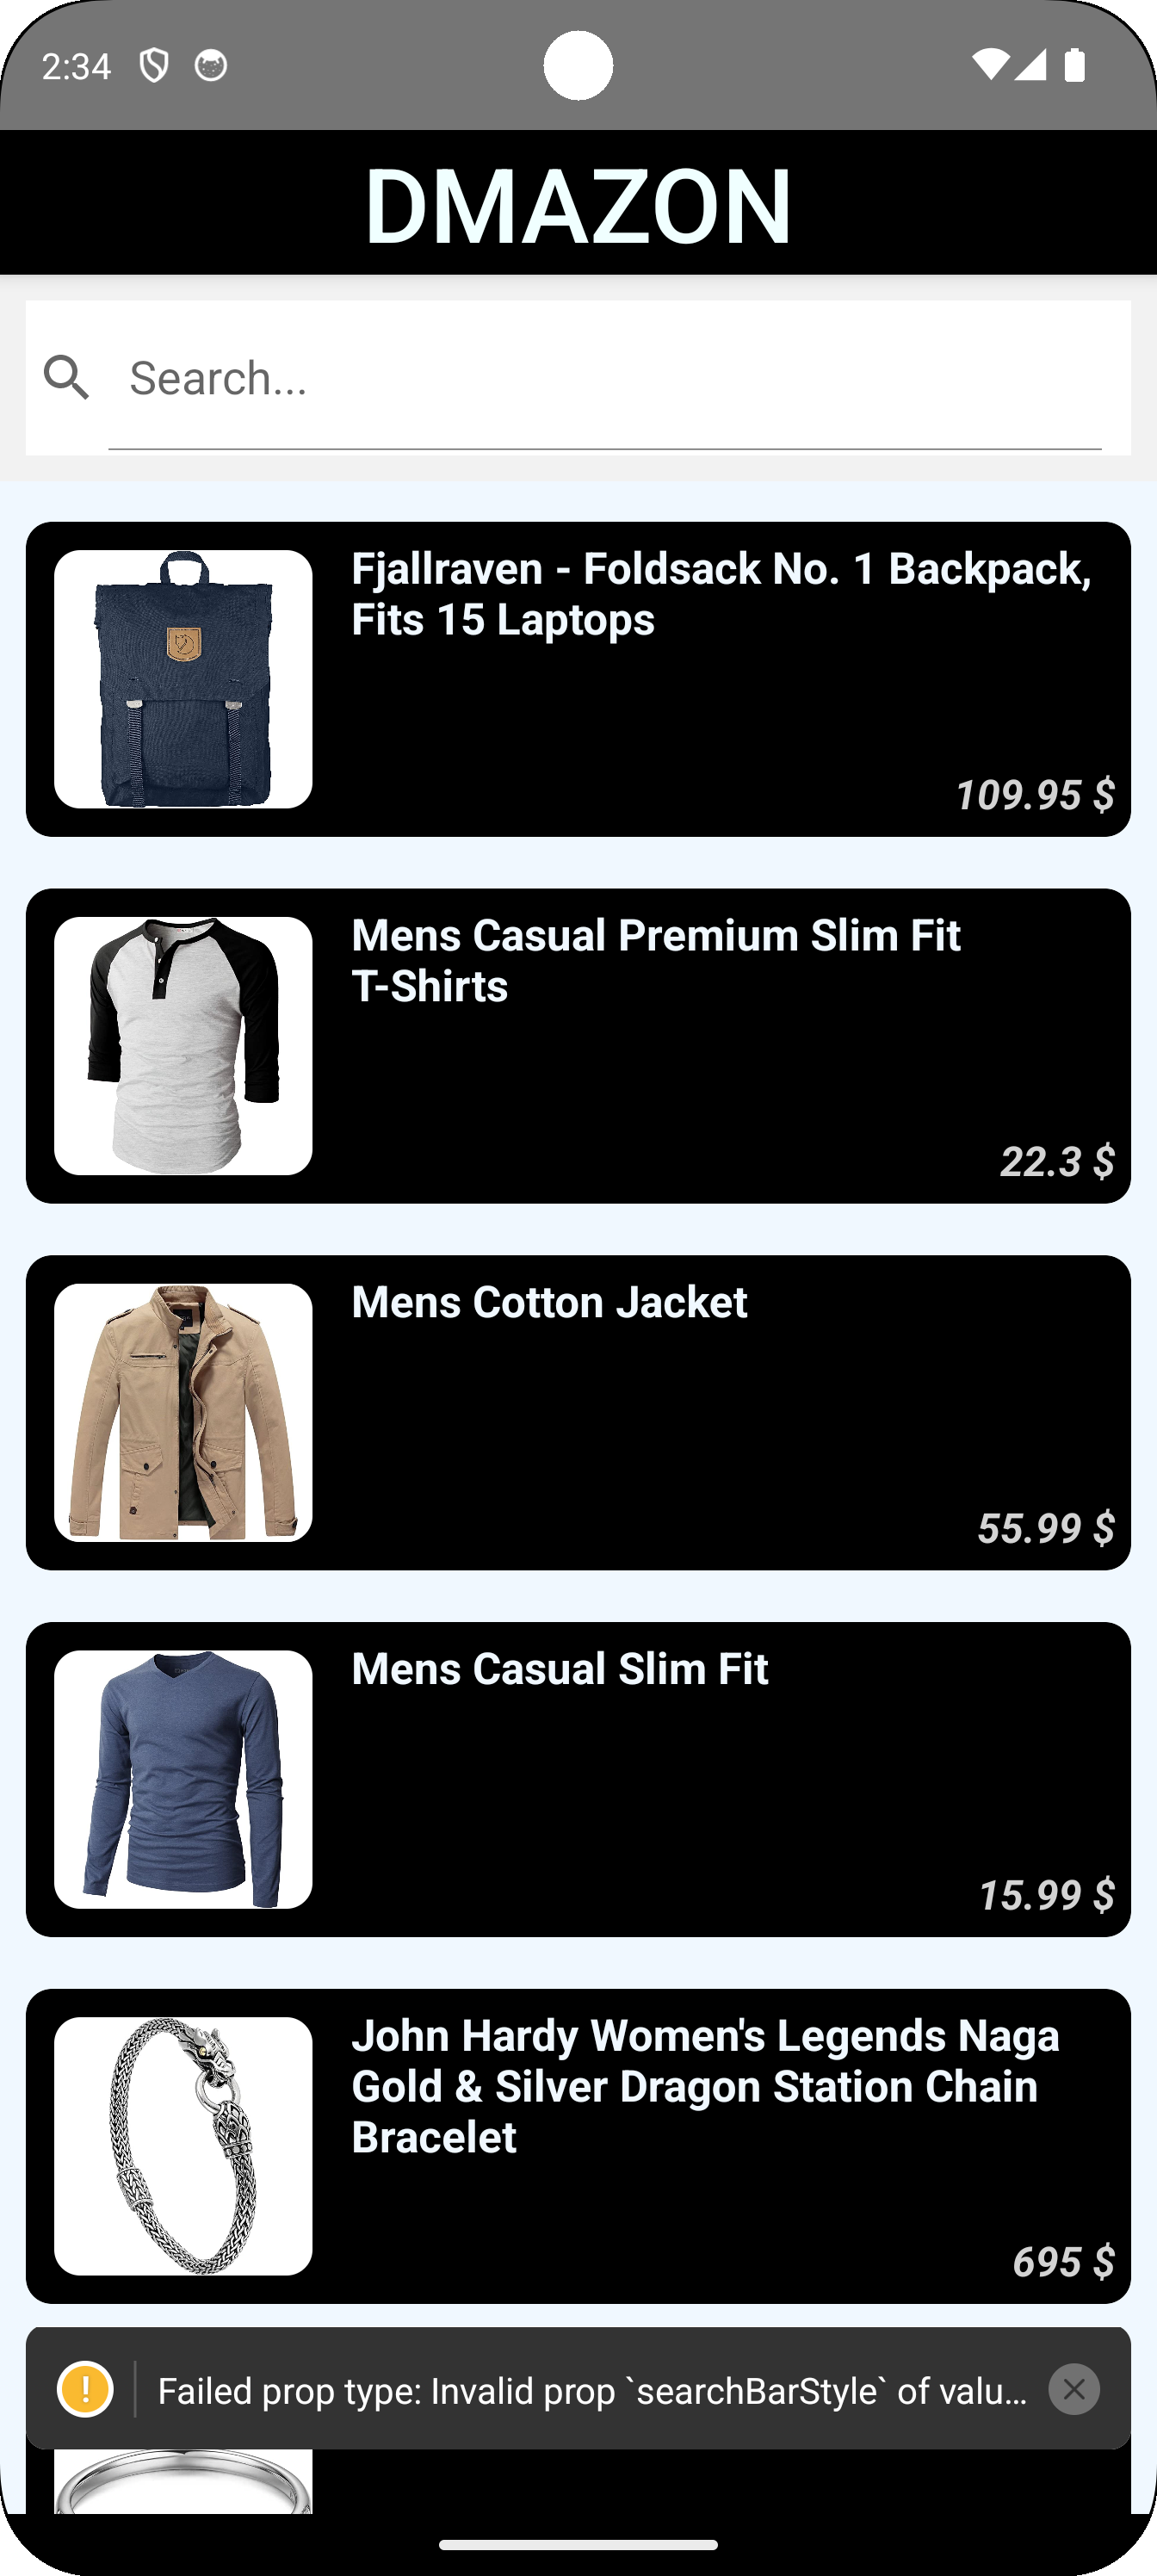 2:34
DMAZON
Search...
Fjallraven - Foldsack No. 1 Backpack,
Fits 15 Laptops
109.95 $
Mens Casual Premium Slim Fit
T-Shirts
22.3 $
Mens Cotton Jacket
55.99 $
Mens Casual Slim Fit
15.99 $
John Hardy Women's Legends Naga
Gold & Silver Dragon Station Chain
Bracelet
695 $
! Failed prop type: Invalid prop `searchBarStyle` of valu...